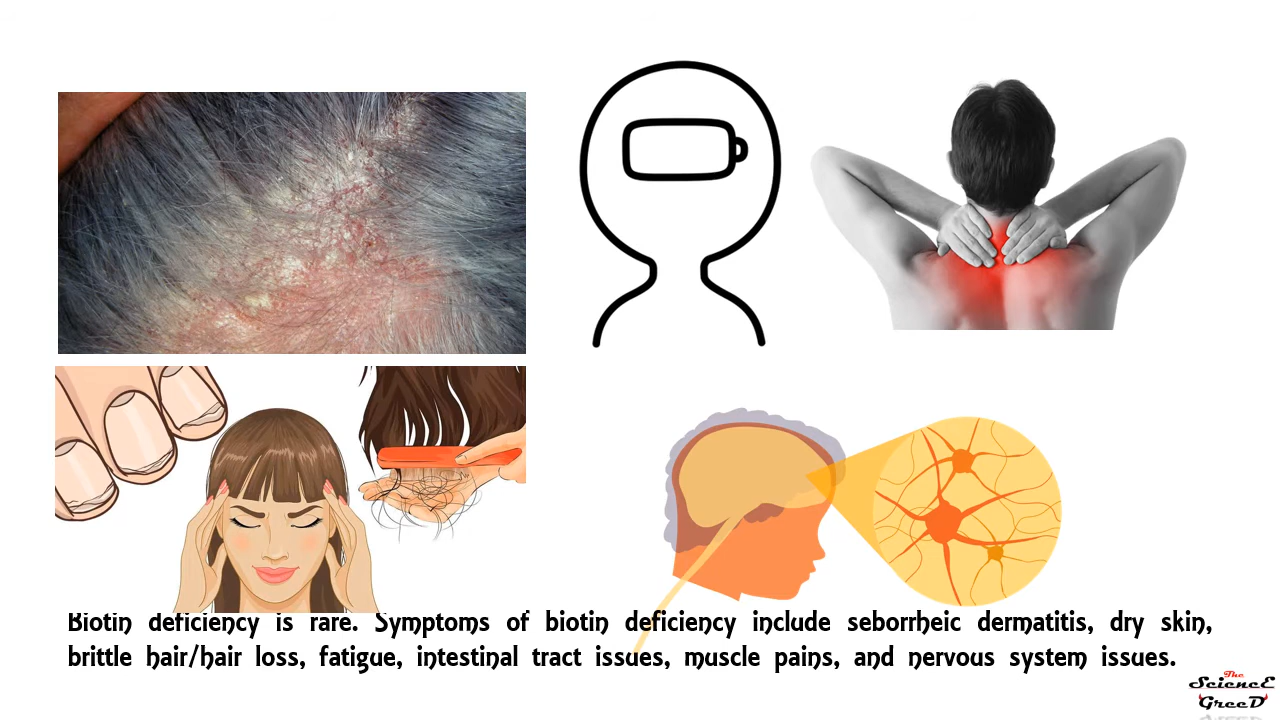 Biotin deficiency is rare. Symptoms of biotin deficiency include seborrheic dermatitis, dry skin,
brittle hair/hair loss, fatigue, intestinal tract issues, muscle pains, and nervous system issues.
The
SciencE
GreeD